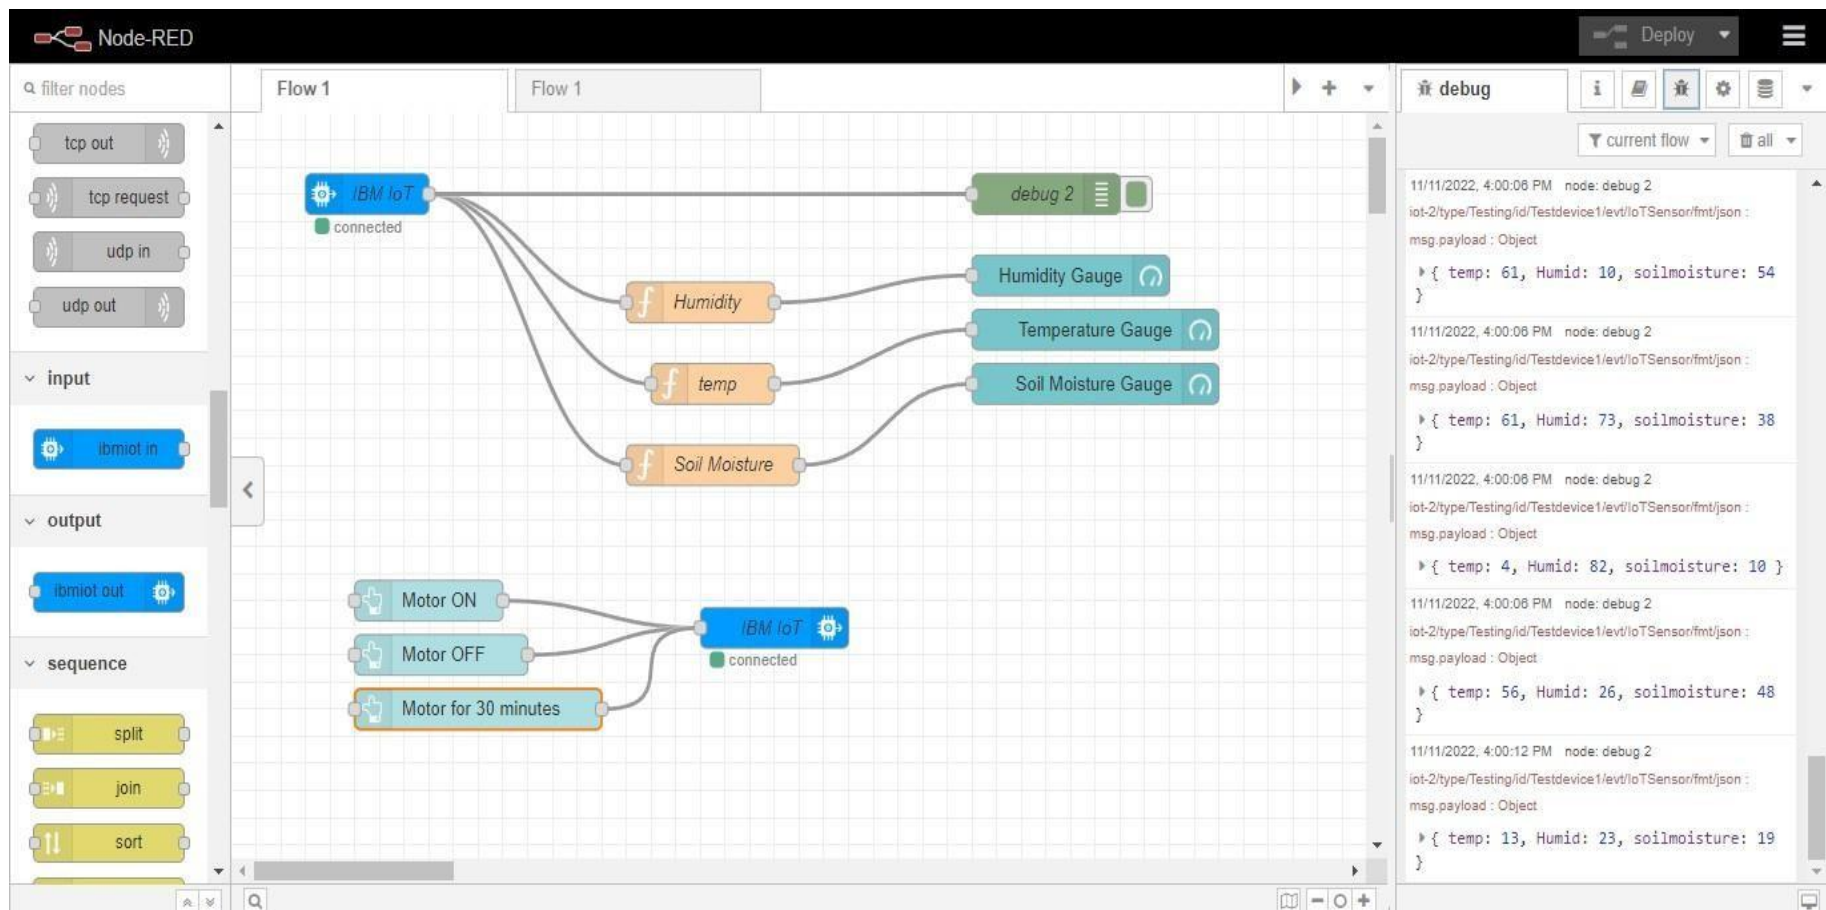 Node-RED
Deploy
filter nodes
Flow 1
Flow 1
debug
i
current flow
all
tcp out
tcp request
udp in
udp out
input
ibmiot in
output
ibmiot out
sequence
split
join
sort
IBM IoT
connected
debug 2
Humidity
Humidity Gauge
temp
Temperature Gauge
Soil Moisture
Soil Moisture Gauge
Motor ON
Motor OFF
Motor for 30 minutes
IBM IoT
connected
11/11/2022, 4:00:06 PM node: debug 2
iot-2/type/Testing/id/Testdevice1/evt/IoTSensor/fmt/json :
msg.payload : Object
{ temp: 61, Humid: 10, soilmoisture: 54
}
11/11/2022, 4:00:06 PM node: debug 2
iot-2/type/Testing/id/Testdevice1/evt/IoTSensor/fmt/json :
msg.payload : Object
{ temp: 61, Humid: 73, soilmoisture: 38
}
11/11/2022, 4:00:06 PM node: debug 2
iot-2/type/Testing/id/Testdevice1/evt/IoTSensor/fmt/json :
msg.payload : Object
{ temp: 4, Humid: 82, soilmoisture: 10 }
11/11/2022, 4:00:06 PM node: debug 2
iot-2/type/Testing/id/Testdevice1/evt/IoTSensor/fmt/json :
msg.payload : Object
{ temp: 56, Humid: 26, soilmoisture: 48
}
11/11/2022, 4:00:12 PM node: debug 2
iot-2/type/Testing/id/Testdevice1/evt/IoTSensor/fmt/json :
msg.payload : Object
{ temp: 13, Humid: 23, soilmoisture: 19
}